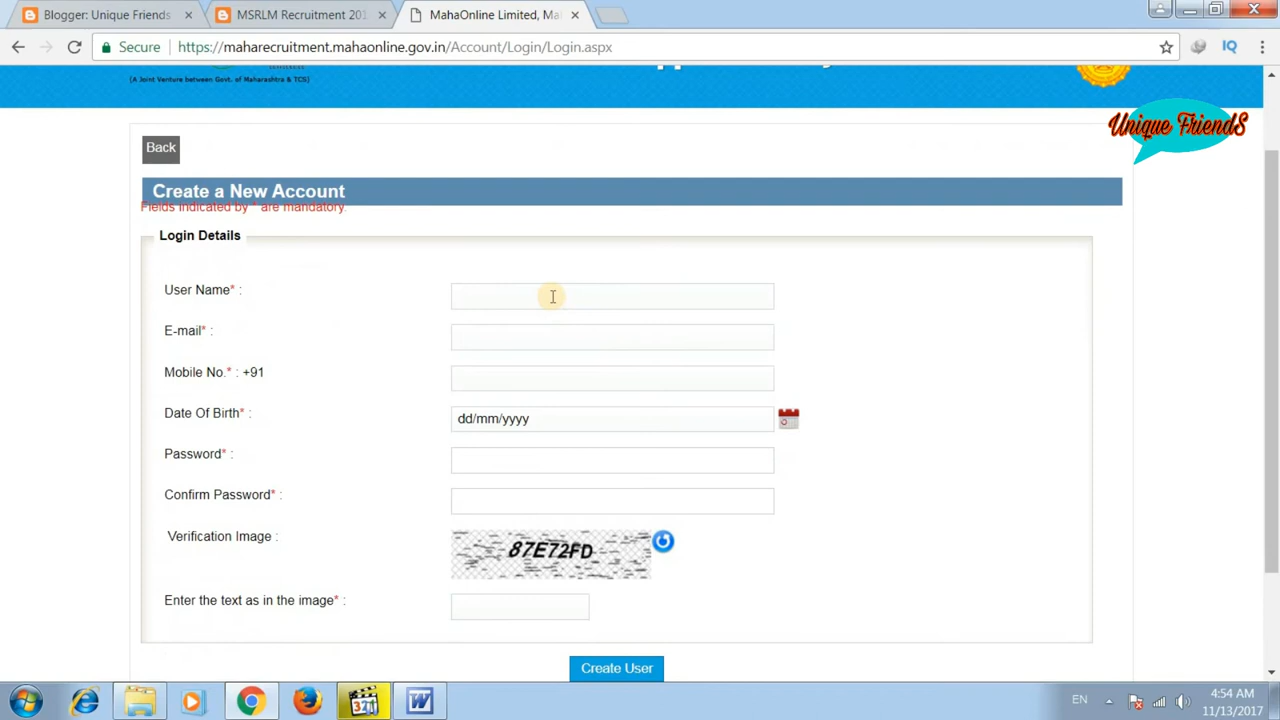 Blogger: Unique Friends
MSRLM Recruitment 201
MahaOnline Limited, Ma
Secure
https://maharecruitment.mahaonline.gov.in/Account/Login/Login.aspx
IQ
(A Joint Venture between Govt. of Maharashtra & TCS)
Unique FriendS
Back
Create a New Account
Fields indicated by * are mandatory.
Login Details
User Name* :
E-mail* :
Mobile No.* : +91
Date Of Birth* :
dd/mm/yyyy
Password* :
Confirm Password* :
Verification Image :
87E72FD
Enter the text as in the image* :
Create User
321
EN
4:54 AM
11/13/2017